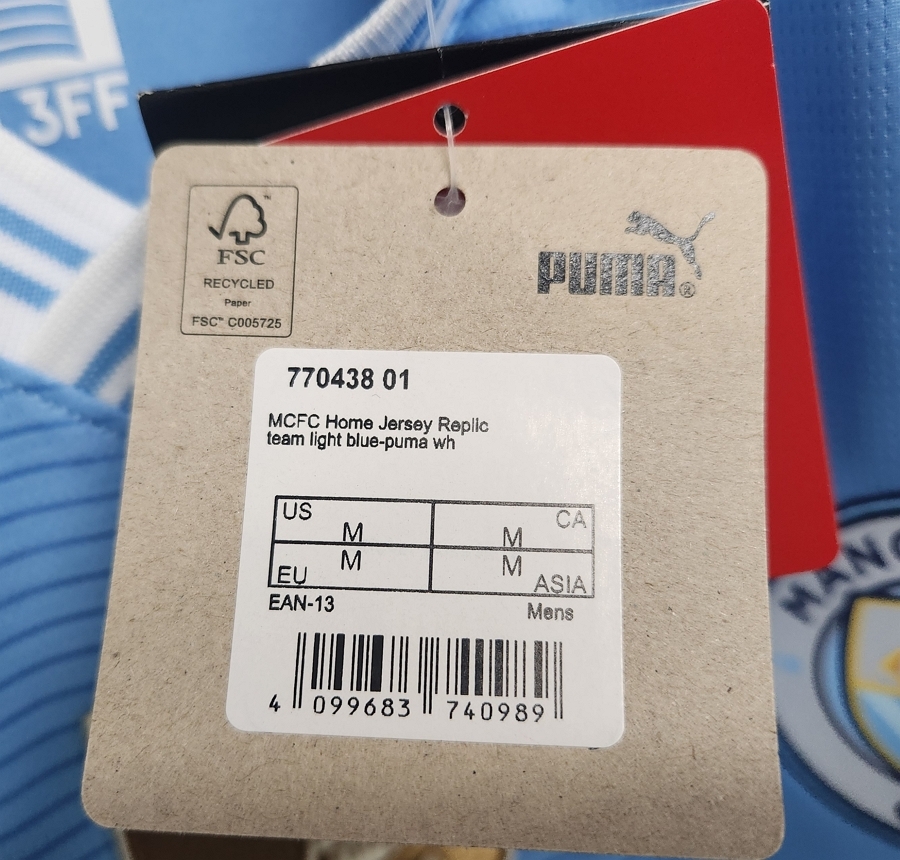 3FF
FSC
RECYCLED
Paper
FSC™ C005725
PUMA®
770438 01
MCFC Home Jersey Replic
team light blue-puma wh
US M
M CA
EU M
M ASIA
EAN-13
Mens
4 099683 740989
MANC